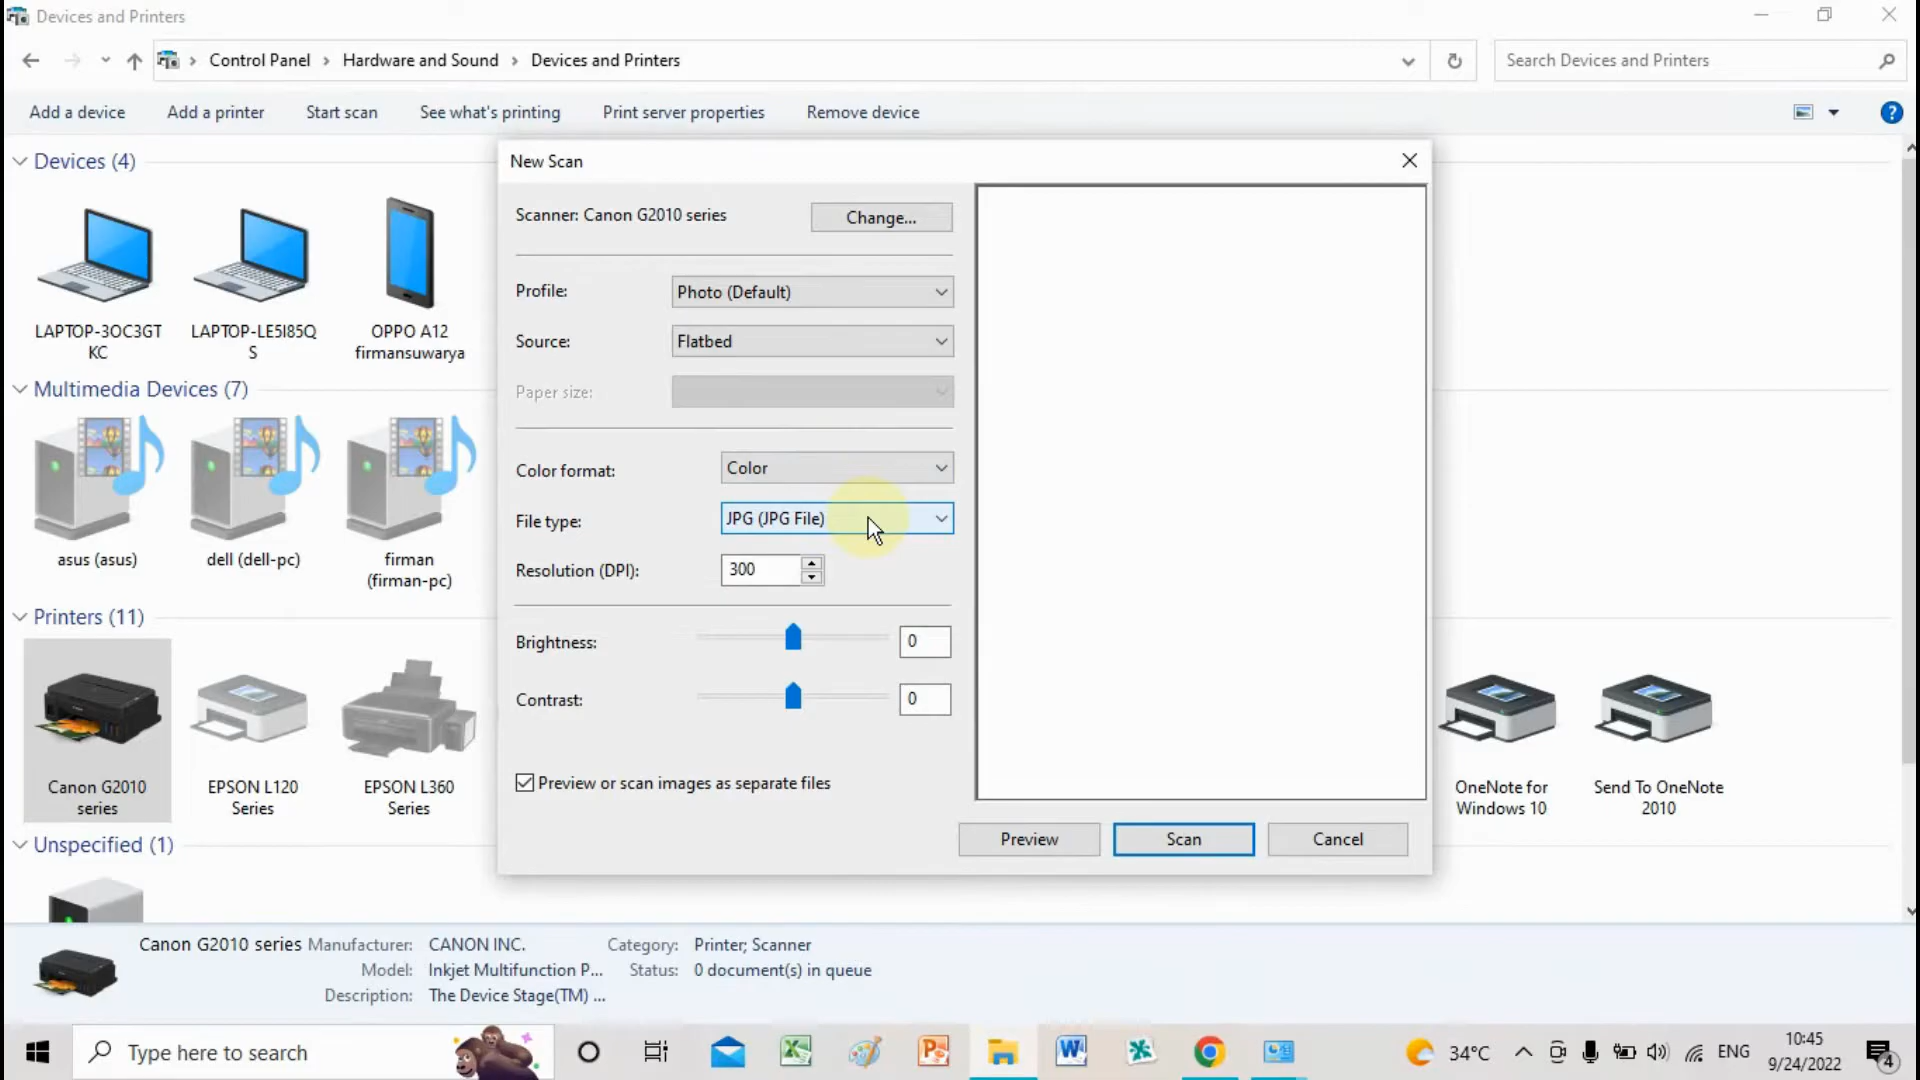 Devices and Printers
Control Panel › Hardware and Sound › Devices and Printers
Search Devices and Printers
Add a device Add a printer Start scan See what's printing Print server properties Remove device
Devices (4)
LAPTOP-3OC3GT
KC
LAPTOP-LE5I85Q
S
OPPO A12
firmansuwarya
Multimedia Devices (7)
asus (asus)
dell (dell-pc)
firman
(firman-pc)
Printers (11)
Canon G2010
series
EPSON L120
Series
EPSON L360
Series
OneNote for
Windows 10
Send To OneNote
2010
Unspecified (1)
New Scan
Scanner: Canon G2010 series
Change...
Profile: Photo (Default)
Source: Flatbed
Paper size:
Color format: Color
File type: JPG (JPG File)
Resolution (DPI): 300
Brightness: 0
Contrast: 0
Preview or scan images as separate files
Preview Scan Cancel
Canon G2010 series Manufacturer: CANON INC. Category: Printer; Scanner
Model: Inkjet Multifunction P... Status: 0 document(s) in queue
Description: The Device Stage(TM) ...
Type here to search
34°C
ENG
10:45
9/24/2022
4